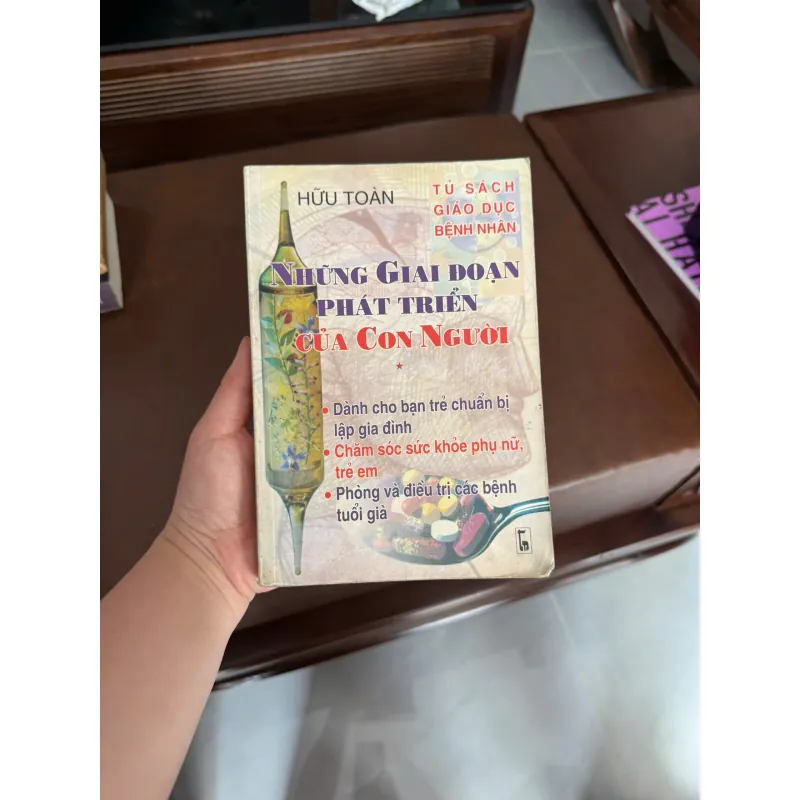 HỮU TOÀN
TỦ SÁCH
GIÁO DỤC
BỆNH NHÂN
NHỮNG GIAI ĐOẠN
PHÁT TRIỂN
CỦA CON NGƯỜI
*
• Dành cho bạn trẻ chuẩn bị
lập gia đình
• Chăm sóc sức khỏe phụ nữ,
trẻ em
• Phòng và điều trị các bệnh
tuổi già